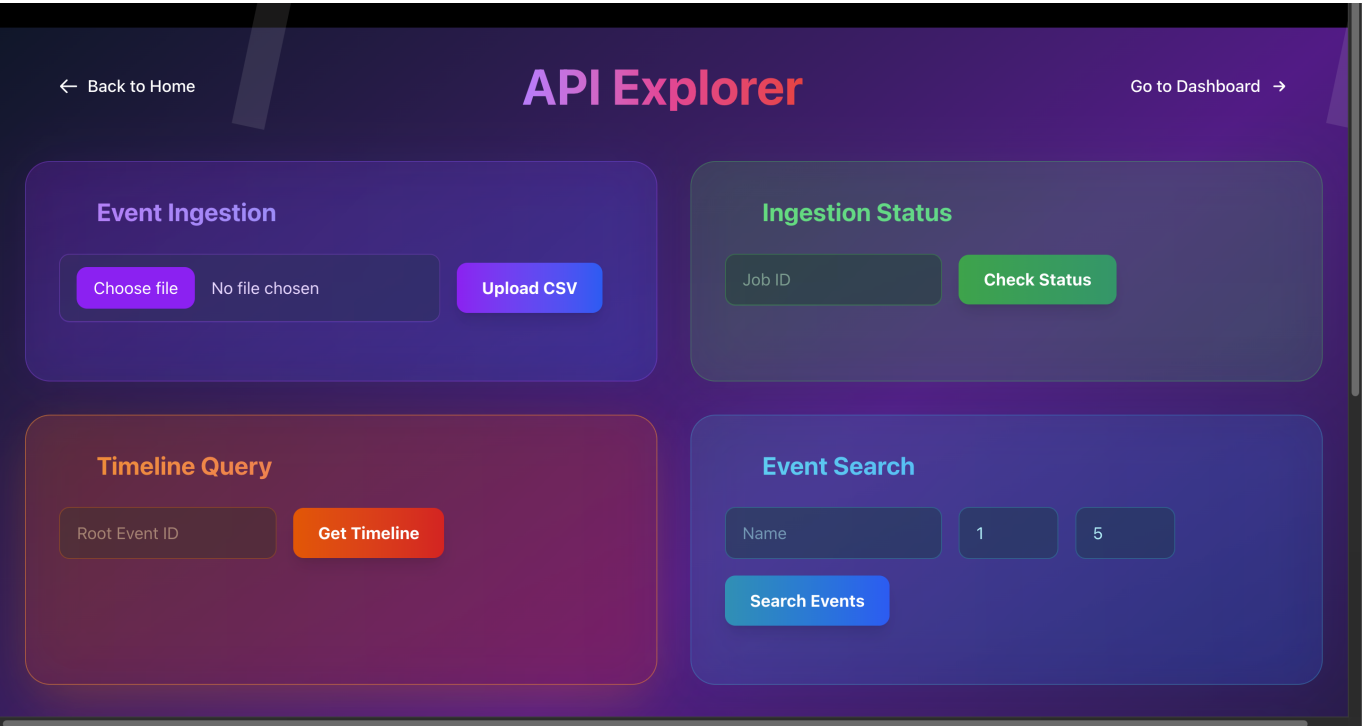 Back to Home
API Explorer
Go to Dashboard
Event Ingestion
Choose file No file chosen
Upload CSV
Ingestion Status
Job ID
Check Status
Timeline Query
Root Event ID
Get Timeline
Event Search
Name
1
5
Search Events